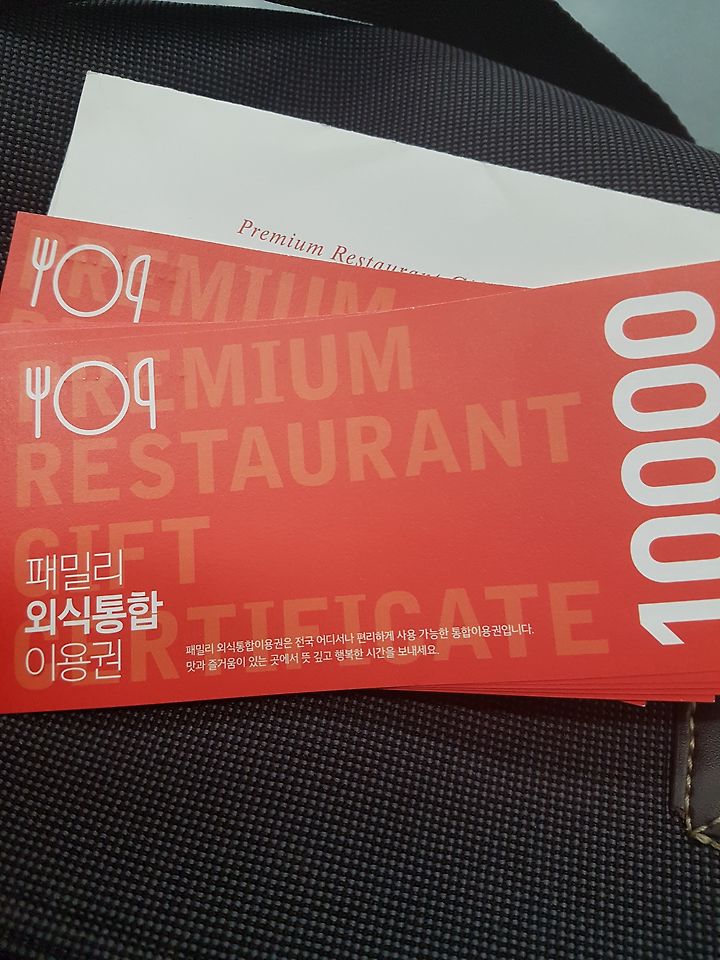 Premium Restaurant
PREMIUM
PREMIUM
RESTAURANT
GIFT
CERTIFICATE
10000
패밀리
외식통합
이용권
패밀리 외식통합이용권은 전국 어디서나 편리하게 사용 가능한 통합이용권입니다.
맛과 즐거움이 있는 곳에서 뜻 깊고 행복한 시간을 보내세요.